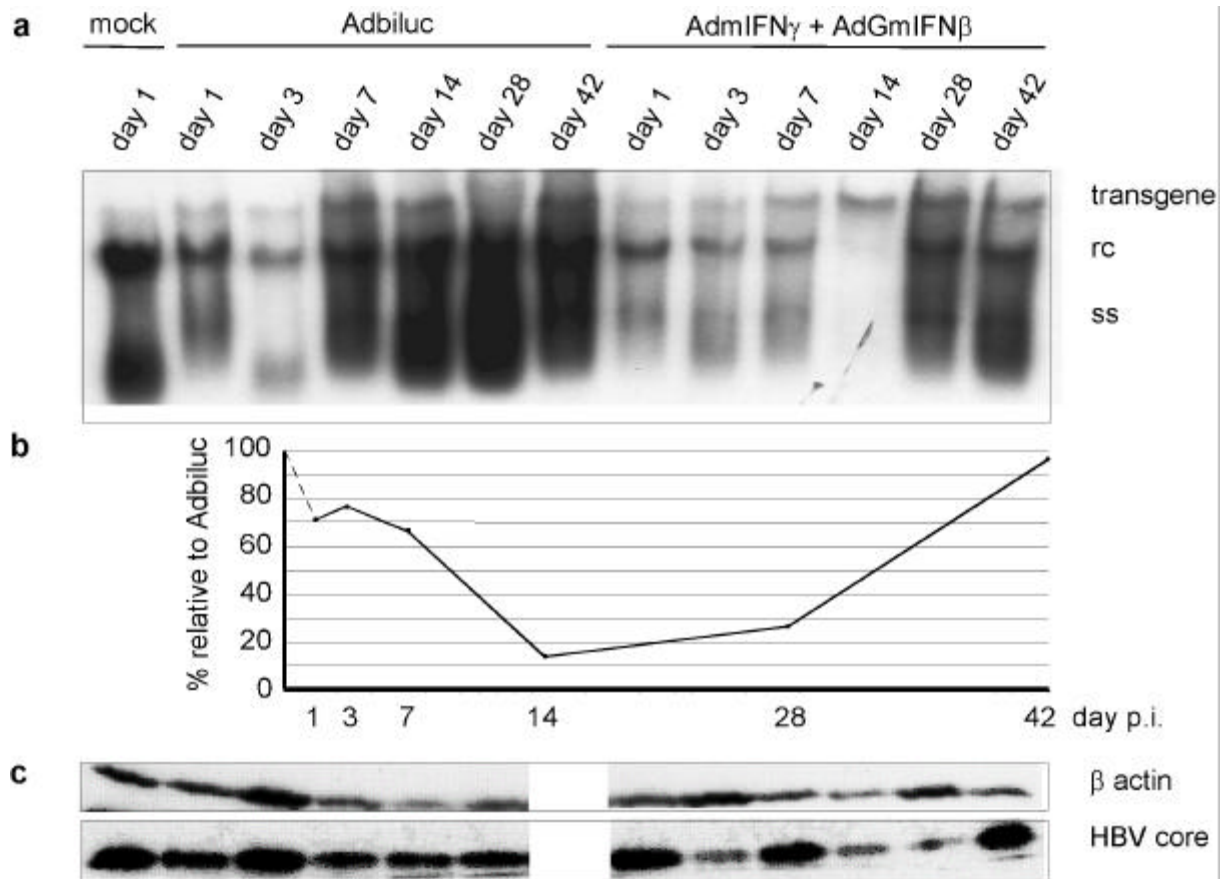 a
mock Adbiluc AdmIFNγ + AdGmIFNβ
day 1 day 1 day 3 day 7 day 14 day 28 day 42 day 1 day 3 day 7 day 14 day 28 day 42
transgene
rc
ss
b
% relative to Adbiluc
100
80
60
40
20
0
1 3 7 14 28 42 day p.i.
c
β actin
HBV core